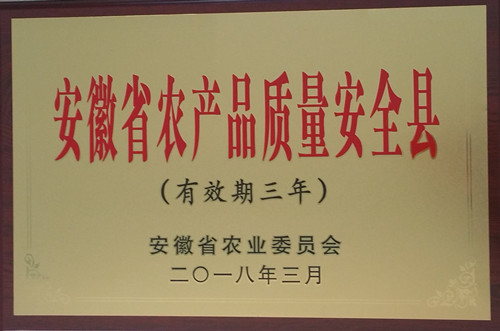 安徽省农产品质量安全县
(有效期三年)
安徽省农业委员会
二〇一八年三月